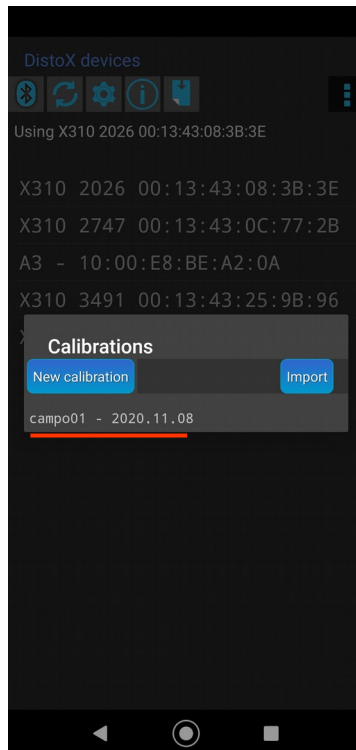 DistoX devices
Using X310 2026 00:13:43:08:3B:3E
X310 2026 00:13:43:08:3B:3E
X310 2747 00:13:43:0C:77:2B
A3 - 10:00:E8:BE:A2:0A
X310 3491 00:13:43:25:9B:96
Calibrations
New calibration Import
campo01 - 2020.11.08